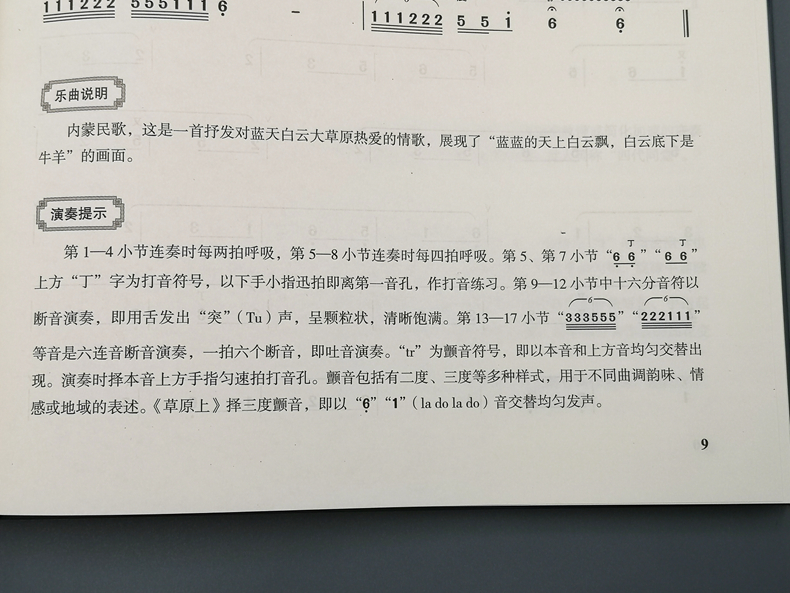 111222 555111 6 - | 111222 5 5 i 6 6 ‖
乐曲说明
内蒙民歌，这是一首抒发对蓝天白云大草原热爱的情歌，展现了“蓝蓝的天上白云飘，白云底下是
牛羊”的画面。
演奏提示
第 1—4 小节连奏时每两拍呼吸，第 5—8 小节连奏时每四拍呼吸。第 5、第 7 小节“6 6”“6 6”
上方“丁”字为打音符号，以下手小指迅拍即离第一音孔，作打音练习。第 9—12 小节中十六分音符以
断音演奏，即用舌发出“突”（Tu）声，呈颗粒状，清晰饱满。第 13—17 小节“333555”“222111”
等音是六连音断音演奏，一拍六个断音，即吐音演奏。“tr”为颤音符号，即以本音和上方音均匀交替出
现。演奏时择本音上方手指匀速拍打音孔。颤音包括有二度、三度等多种样式，用于不同曲调韵味、情
感或地域的表述。《草原上》择三度颤音，即以“6”“1”（la do la do）音交替均匀发声。
9